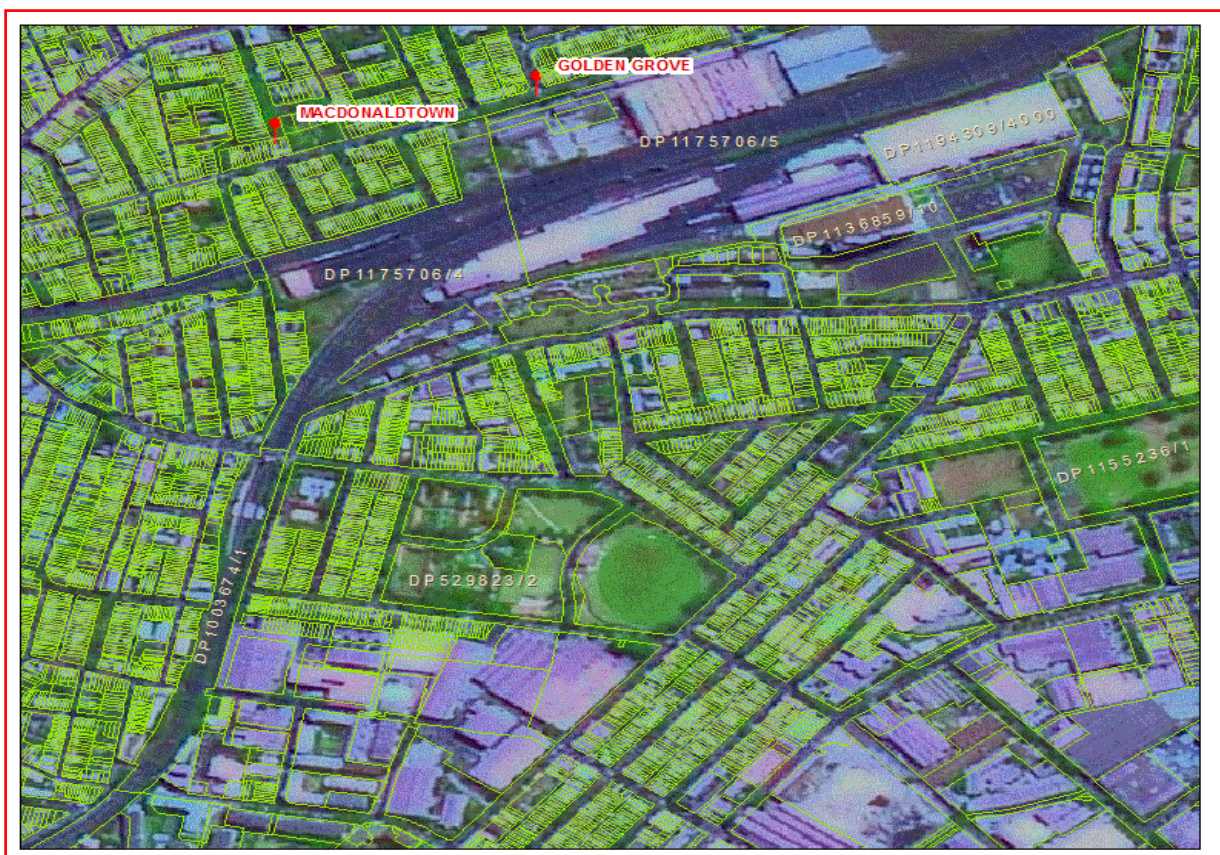 GOLDEN GROVE
MACDONALDTOWN
DP1175706/5
DP1194309/4000
DP1136859/10
DP1175706/4
DP1155236/1
DP529823/2
DP1003674/1